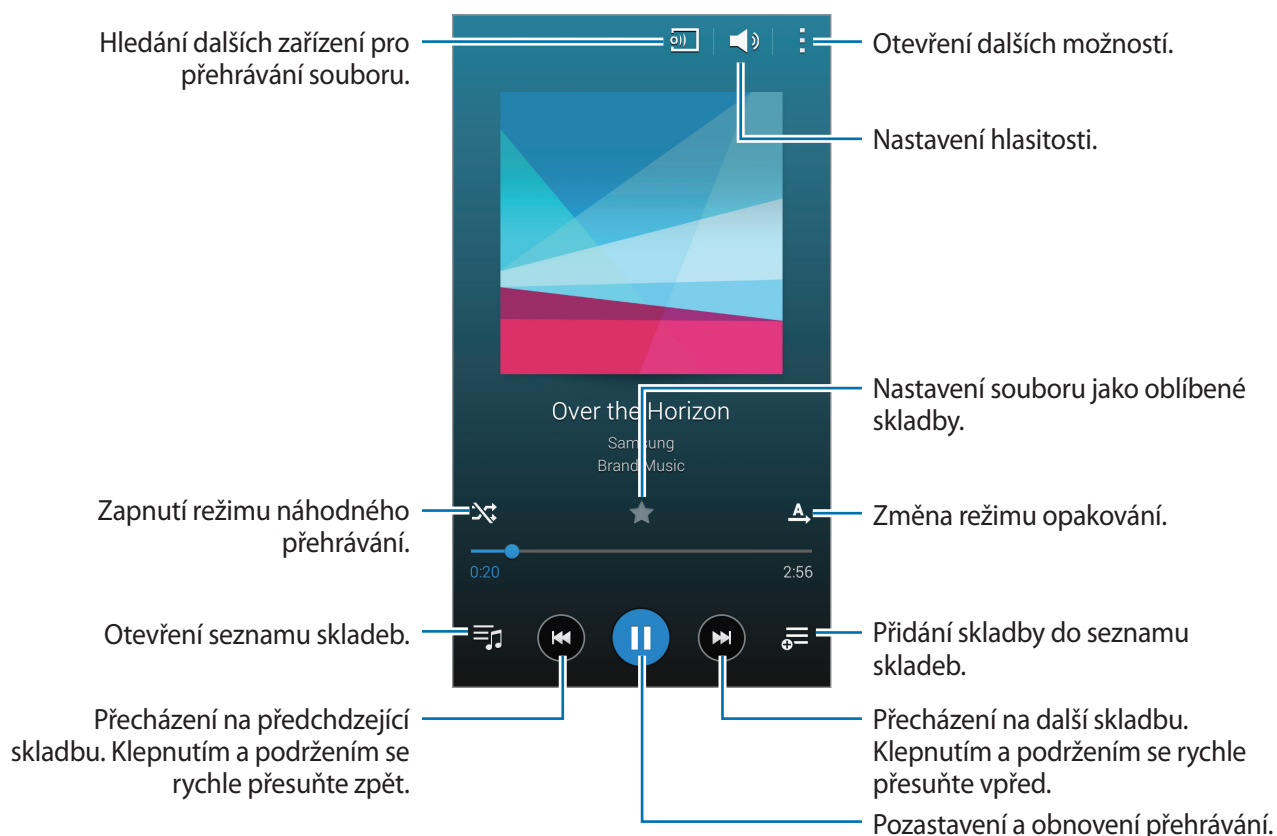 Hledání dalších zařízení pro
přehrávání souboru.
Otevření dalších možností.
Nastavení hlasitosti.
Nastavení souboru jako oblíbené
skladby.
Over the Horizon
Samsung
Brand Music
Zapnutí režimu náhodného
přehrávání.
A
Změna režimu opakování.
0:20
2:56
Otevření seznamu skladeb.
Přidání skladby do seznamu
skladeb.
Přecházení na předchdzející
skladbu. Klepnutím a podržením se
rychle přesuňte zpět.
Přecházení na další skladbu.
Klepnutím a podržením se rychle
přesuňte vpřed.
Pozastavení a obnovení přehrávání.